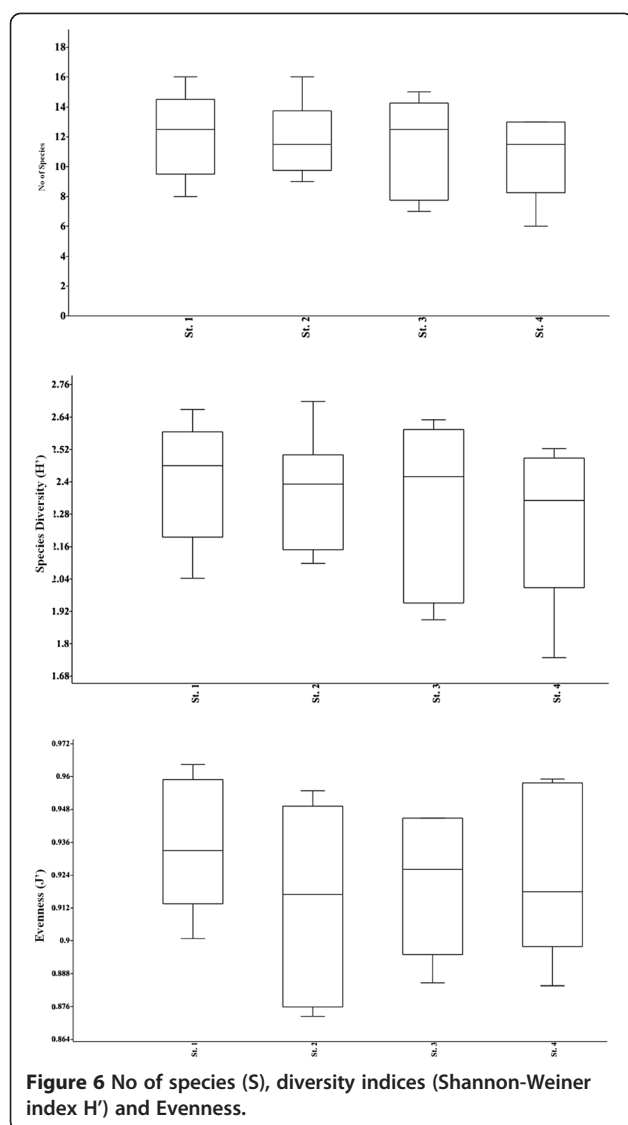 18
16
14
12
10
8
6
4
2
0
No of Species
St. 1
St. 2
St. 3
St. 4
2.76
2.64
2.52
2.4
2.28
2.16
2.04
1.92
1.8
1.68
Species Diversity (H’)
St. 1
St. 2
St. 3
St. 4
0.972
0.96
0.948
0.936
0.924
0.912
0.9
0.888
0.876
0.864
Evenness (J’)
St. 1
St. 2
St. 3
St. 4
Figure 6 No of species (S), diversity indices (Shannon-Weiner
index H’) and Evenness.